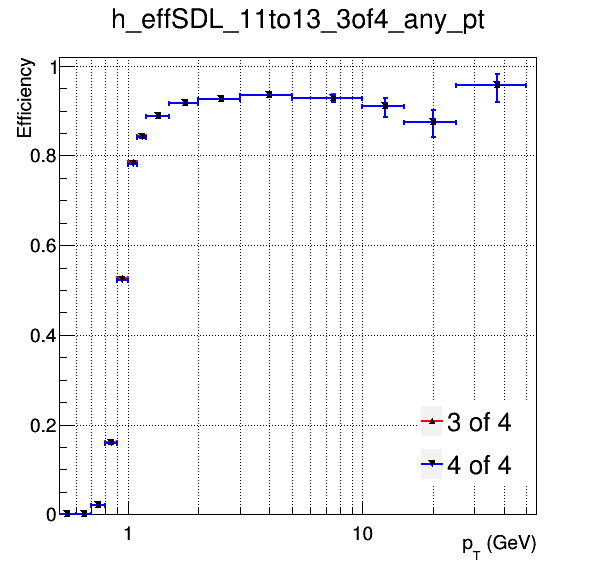 h_effSDL_11to13_3of4_any_pt
Efficiency
1
0.8
0.6
0.4
0.2
0
3 of 4
4 of 4
1
10
p_T (GeV)